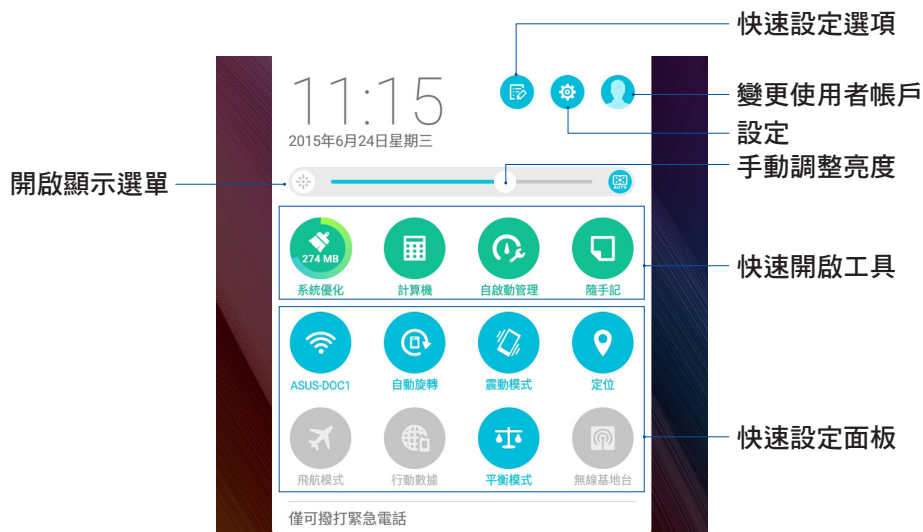 快速設定選項
11:15
變更使用者帳戶
2015年6月24日星期三
設定
手動調整亮度
開啟顯示選單
AUTO
274 MB
系統優化 計算機 自啟動管理 隨手記
快速開啟工具
ASUS-DOC1 自動旋轉 震動模式 定位
快速設定面板
飛航模式 行動數據 平衡模式 無線基地台
僅可撥打緊急電話